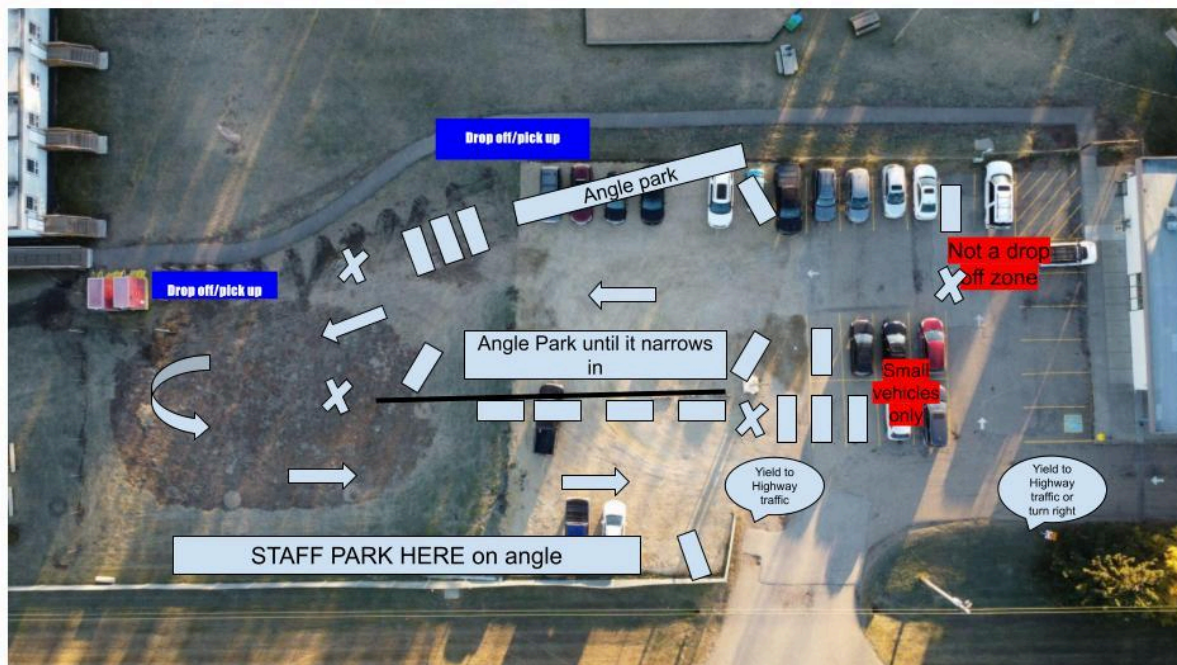 Drop off/pick up
Angle park
Not a drop
off zone
Drop off/pick up
Angle Park until it narrows
in
Small
vehicles
only
Yield to
Highway
traffic
Yield to
Highway
traffic or
turn right
STAFF PARK HERE on angle